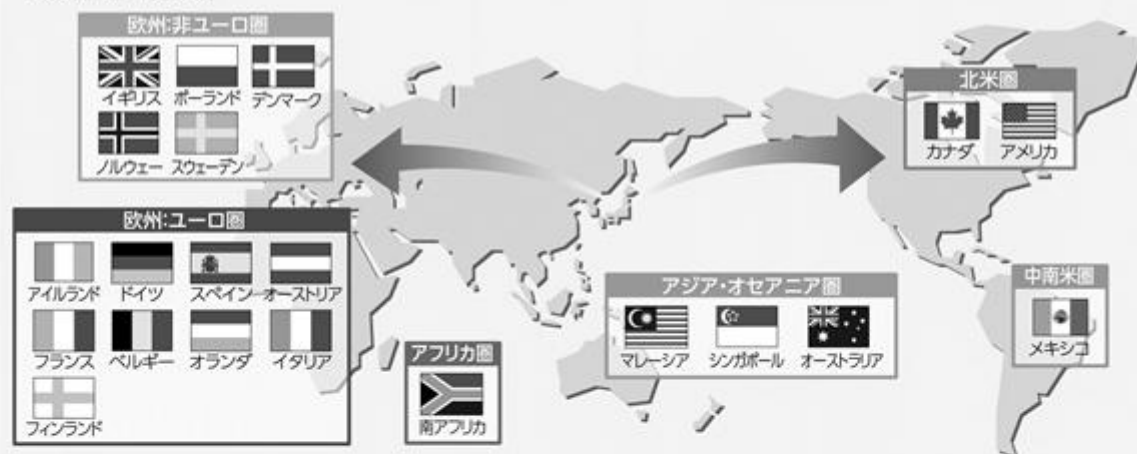 欧州:非ユーロ圏
イギリス ポーランド デンマーク
ノルウェー スウェーデン
北米圏
カナダ アメリカ
欧州:ユーロ圏
アイルランド ドイツ スペイン オーストリア
フランス ベルギー オランダ イタリア
フィンランド
アフリカ圏
南アフリカ
アジア・オセアニア圏
マレーシア シンガポール オーストラリア
中南米圏
メキシコ